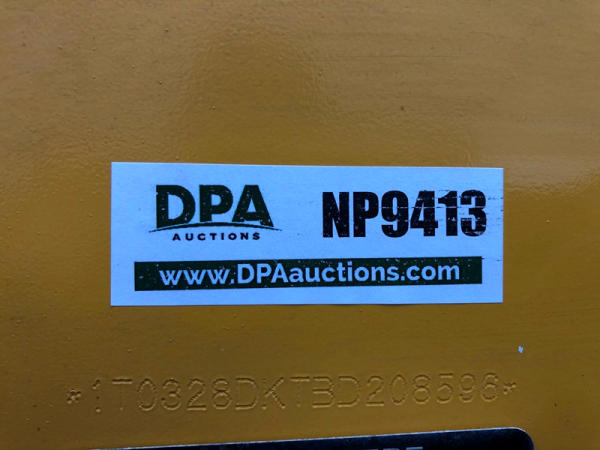 DPA
AUCTIONS
NP9413
www.DPAauctions.com
*1T0328DKTBD208596*